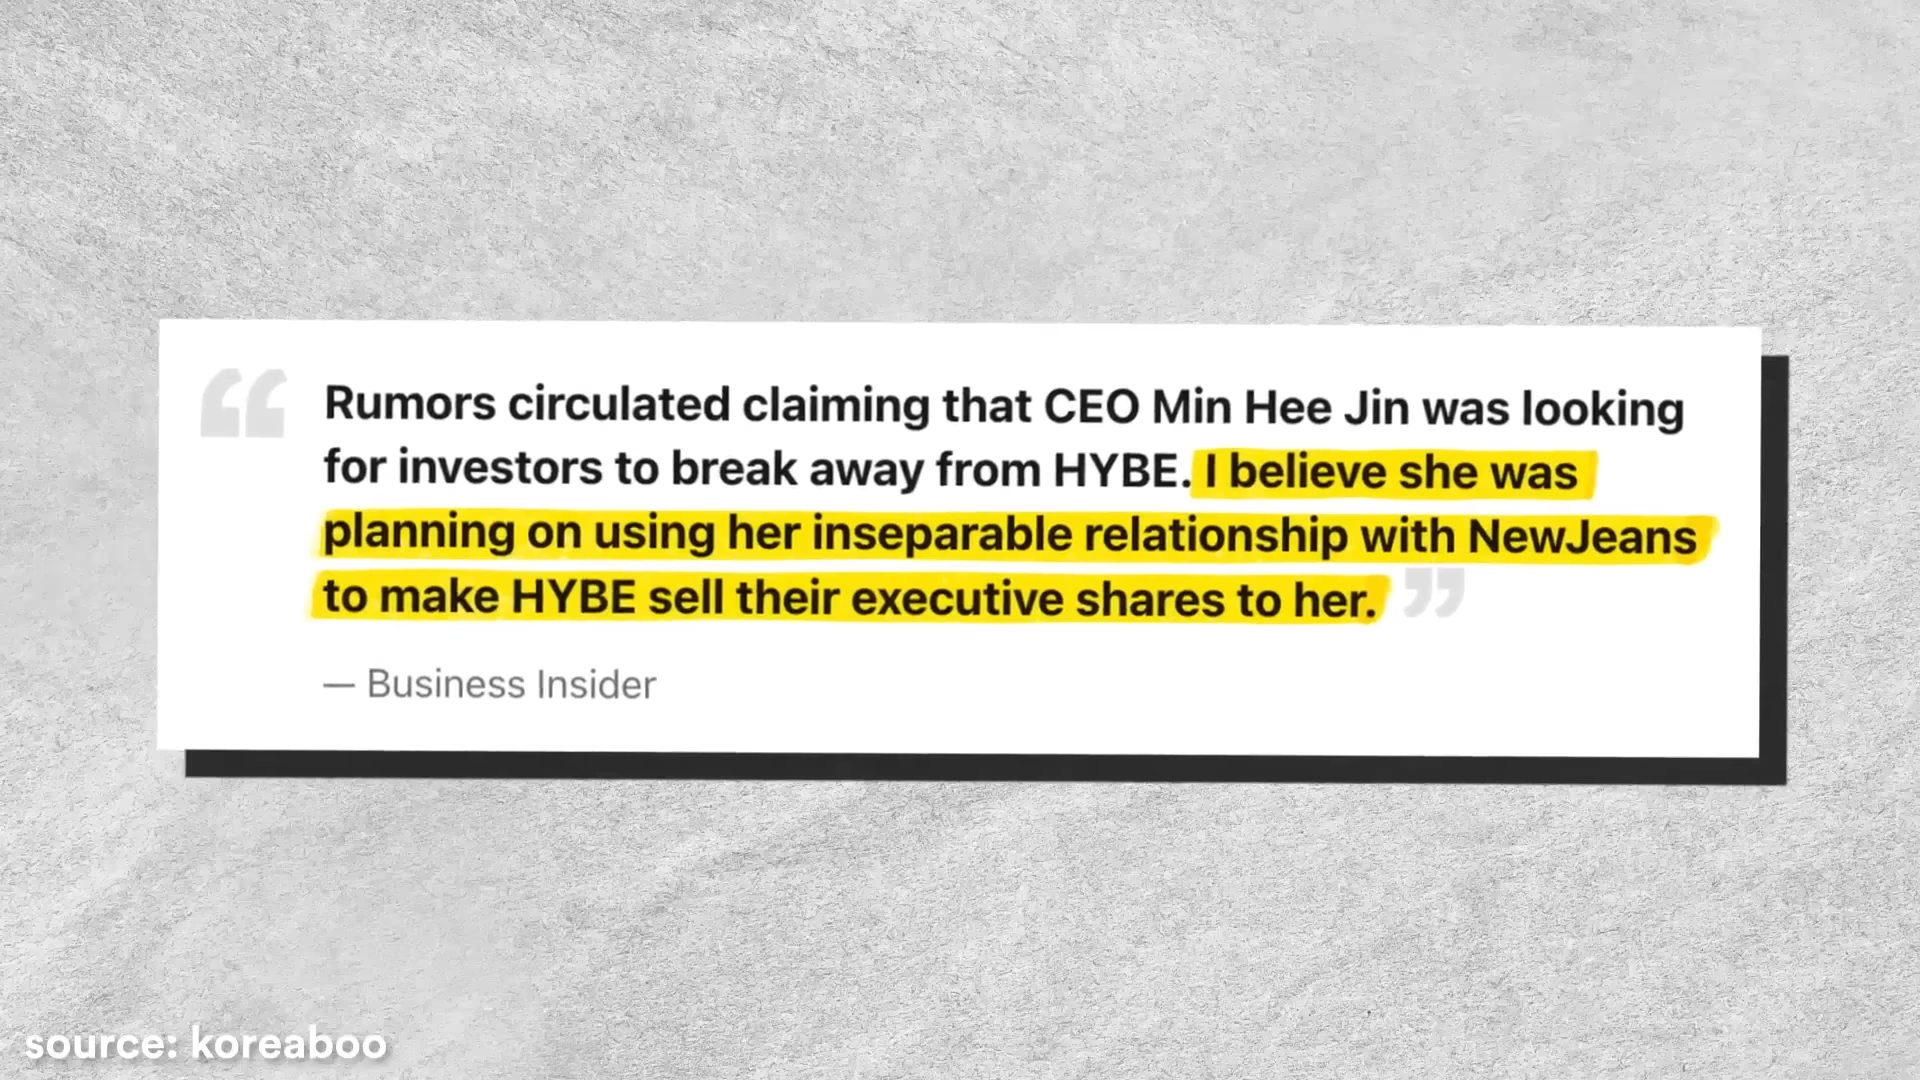 “
Rumors circulated claiming that CEO Min Hee Jin was looking
for investors to break away from HYBE. I believe she was
planning on using her inseparable relationship with NewJeans
to make HYBE sell their executive shares to her. ”
— Business Insider
source: koreaboo